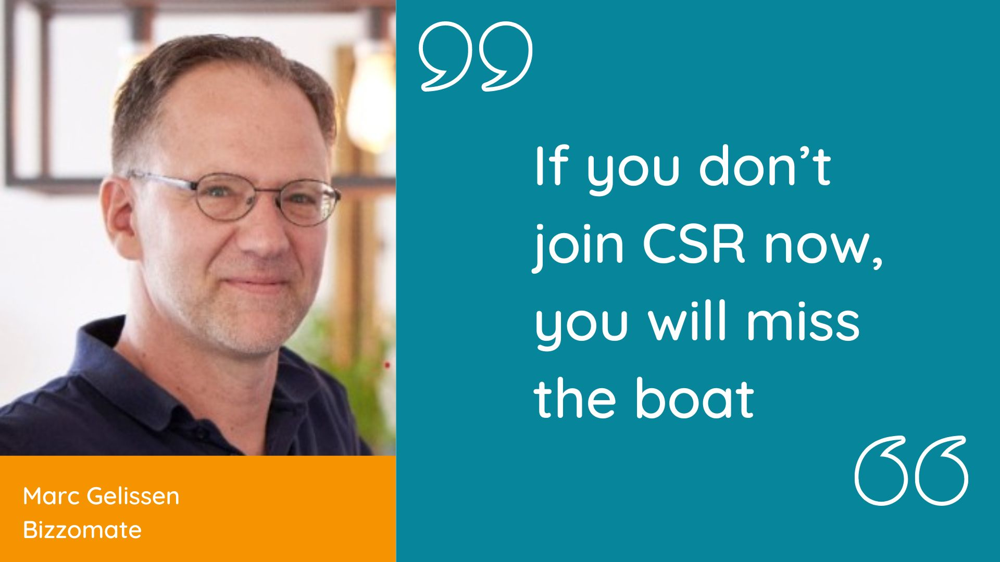 If you don’t
join CSR now,
you will miss
the boat
Marc Gelissen
Bizzomate